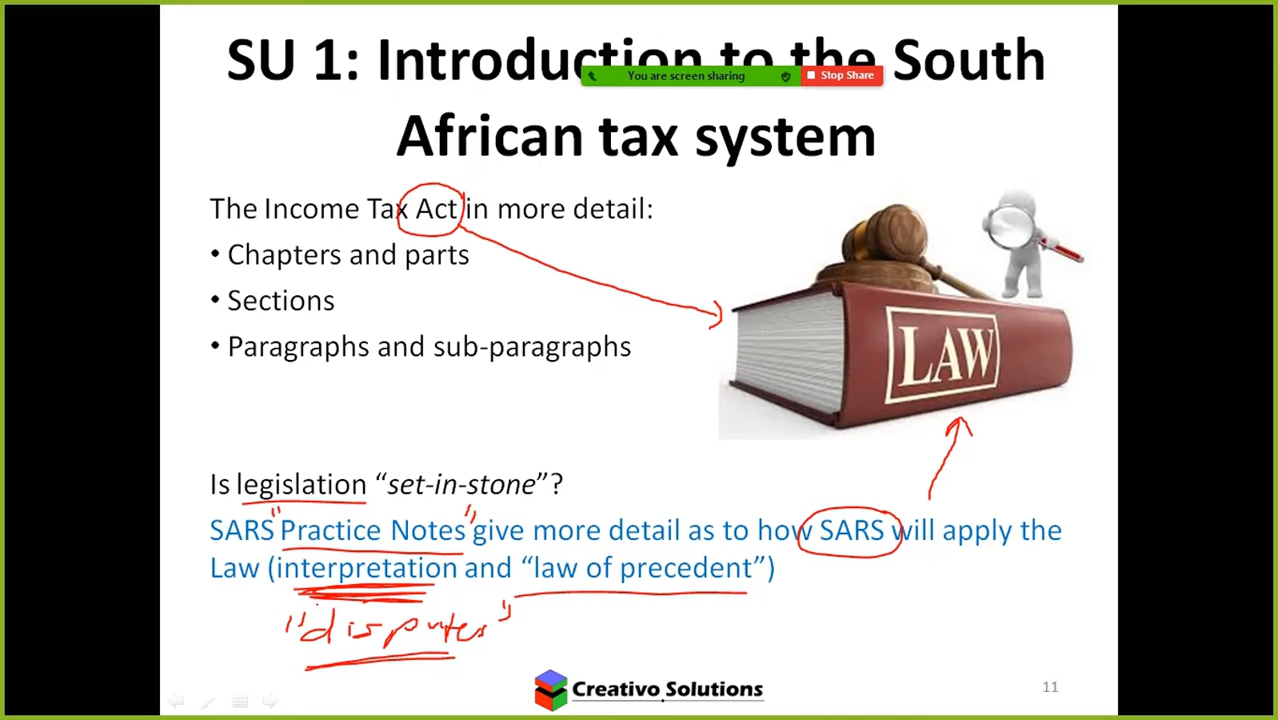 SU 1: Introduction to the South
You are screen sharing
Stop Share
African tax system
The Income Tax Act in more detail:
• Chapters and parts
• Sections
• Paragraphs and sub-paragraphs
LAW
Is legislation “set-in-stone”?
SARS "Practice Notes" give more detail as to how SARS will apply the
Law (interpretation and “law of precedent”)
"disputes"
Creativo Solutions
11